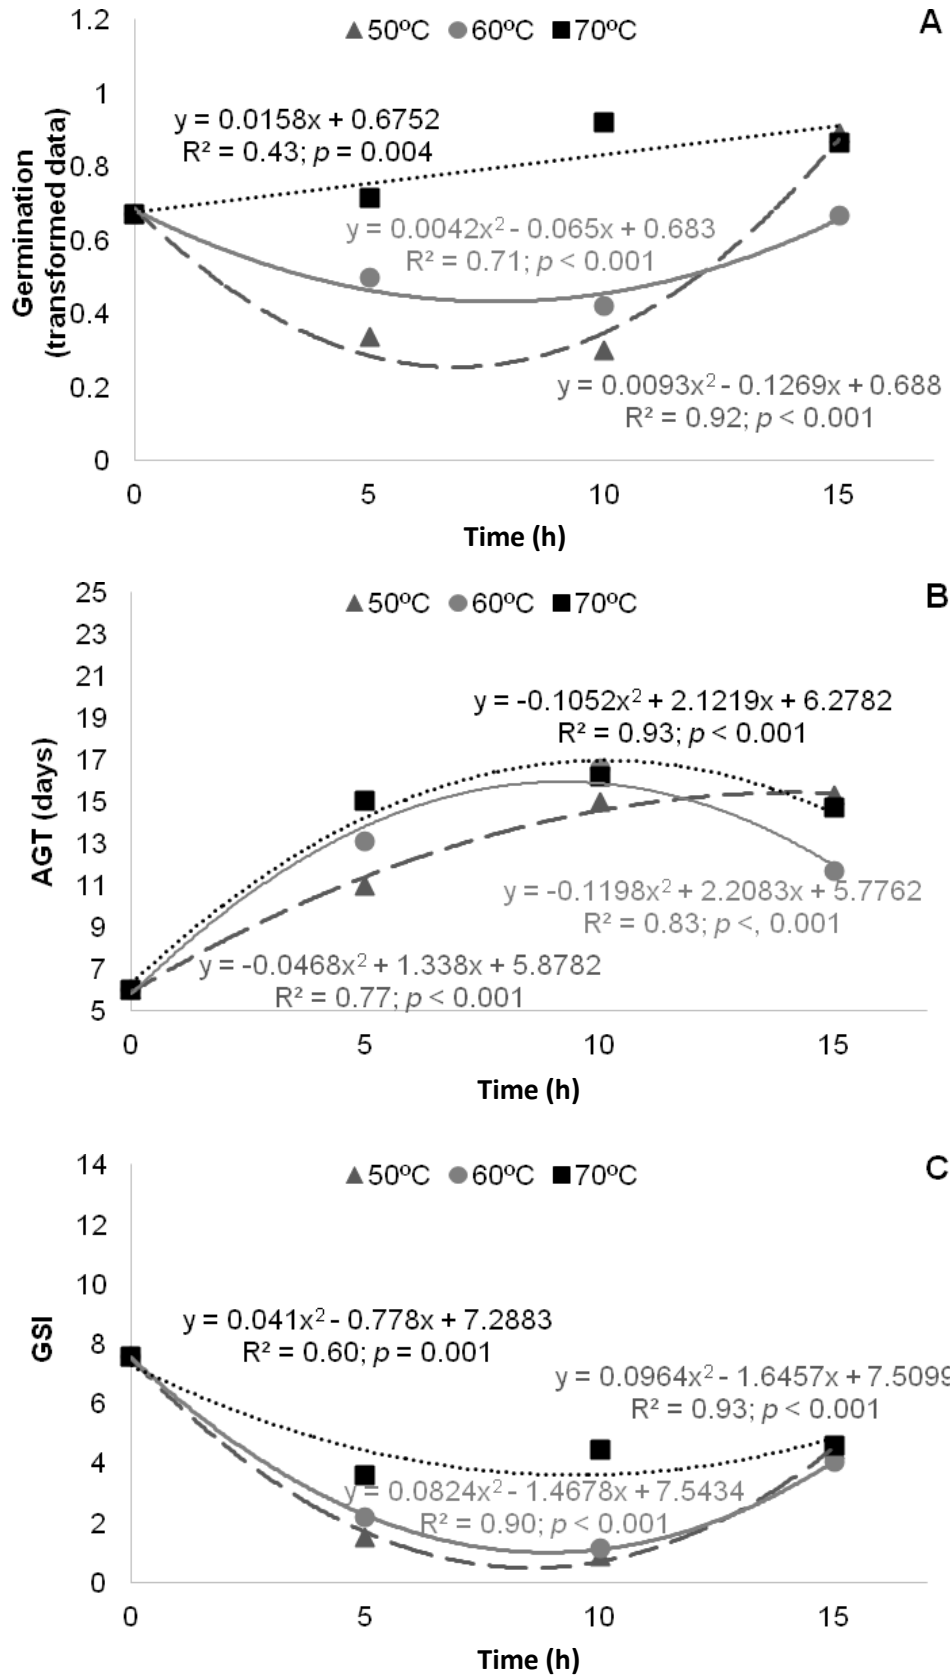 50ºC 60ºC 70ºC
A
1.2
1
0.8
0.6
0.4
0.2
0
Germination
(transformed data)
y = 0.0158x + 0.6752
R² = 0.43; p = 0.004
y = 0.0042x² - 0.065x + 0.683
R² = 0.71; p < 0.001
y = 0.0093x² - 0.1269x + 0.688
R² = 0.92; p < 0.001
0 5 10 15
Time (h)
50ºC 60ºC 70ºC
B
25
23
21
19
17
15
13
11
9
7
5
AGT (days)
y = -0.1052x² + 2.1219x + 6.2782
R² = 0.93; p < 0.001
y = -0.1198x² + 2.2083x + 5.7762
R² = 0.83; p <, 0.001
y = -0.0468x² + 1.338x + 5.8782
R² = 0.77; p < 0.001
0 5 10 15
Time (h)
50ºC 60ºC 70ºC
C
14
12
10
8
6
4
2
0
GSI
y = 0.041x² - 0.778x + 7.2883
R² = 0.60; p = 0.001
y = 0.0964x² - 1.6457x + 7.5099
R² = 0.93; p < 0.001
y = 0.0824x² - 1.4678x + 7.5434
R² = 0.90; p < 0.001
0 5 10 15
Time (h)